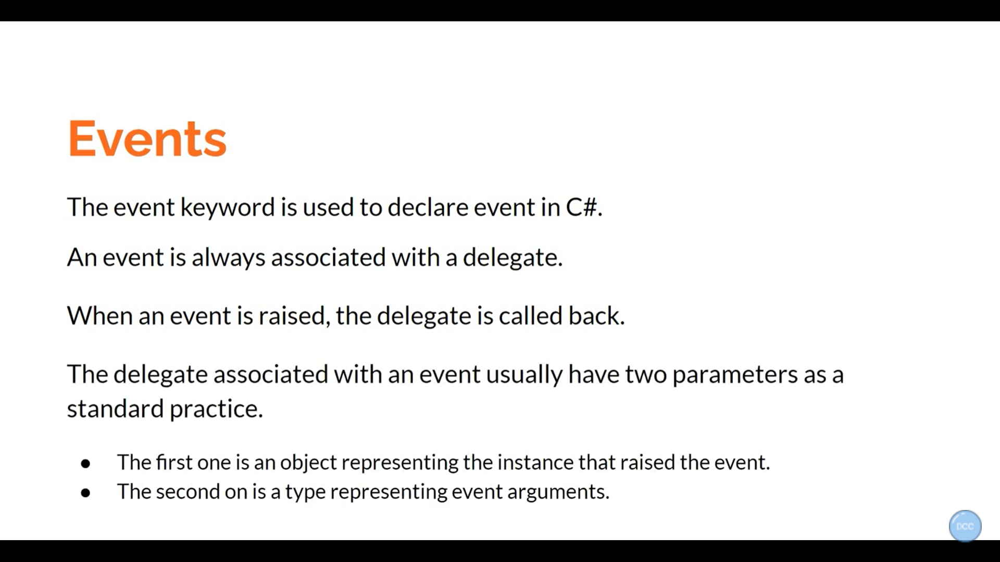 Events
The event keyword is used to declare event in C#.
An event is always associated with a delegate.
When an event is raised, the delegate is called back.
The delegate associated with an event usually have two parameters as a
standard practice.
● The first one is an object representing the instance that raised the event.
● The second on is a type representing event arguments.
DCC